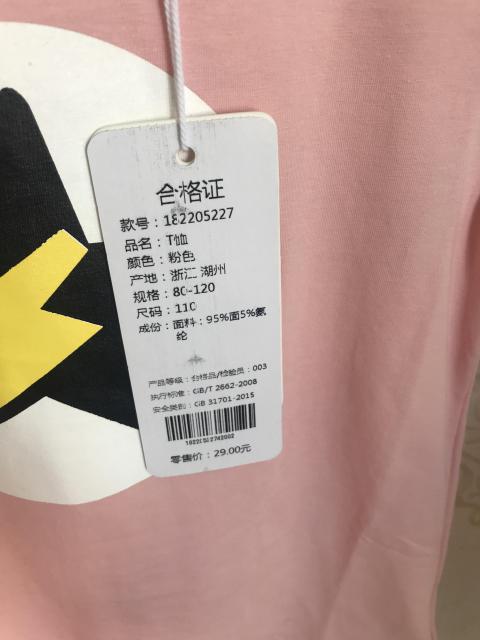 合格证
款号：182205227
品名：T恤
颜色：粉色
产地：浙江 湖州
规格：80-120
尺码：110
成份：面料：95%面5%氨
纶
产品等级：合格品/检验员：003
执行标准：GB/T 2662-2008
安全类别：GB 31701-2015
零售价：29.00元